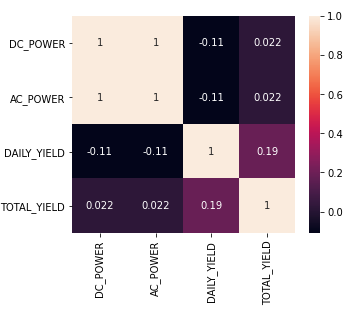 DC_POWER 1 1 -0.11 0.022
AC_POWER 1 1 -0.11 0.022
DAILY_YIELD -0.11 -0.11 1 0.19
TOTAL_YIELD 0.022 0.022 0.19 1
DC_POWER
AC_POWER
DAILY_YIELD
TOTAL_YIELD
1.0
0.8
0.6
0.4
0.2
0.0